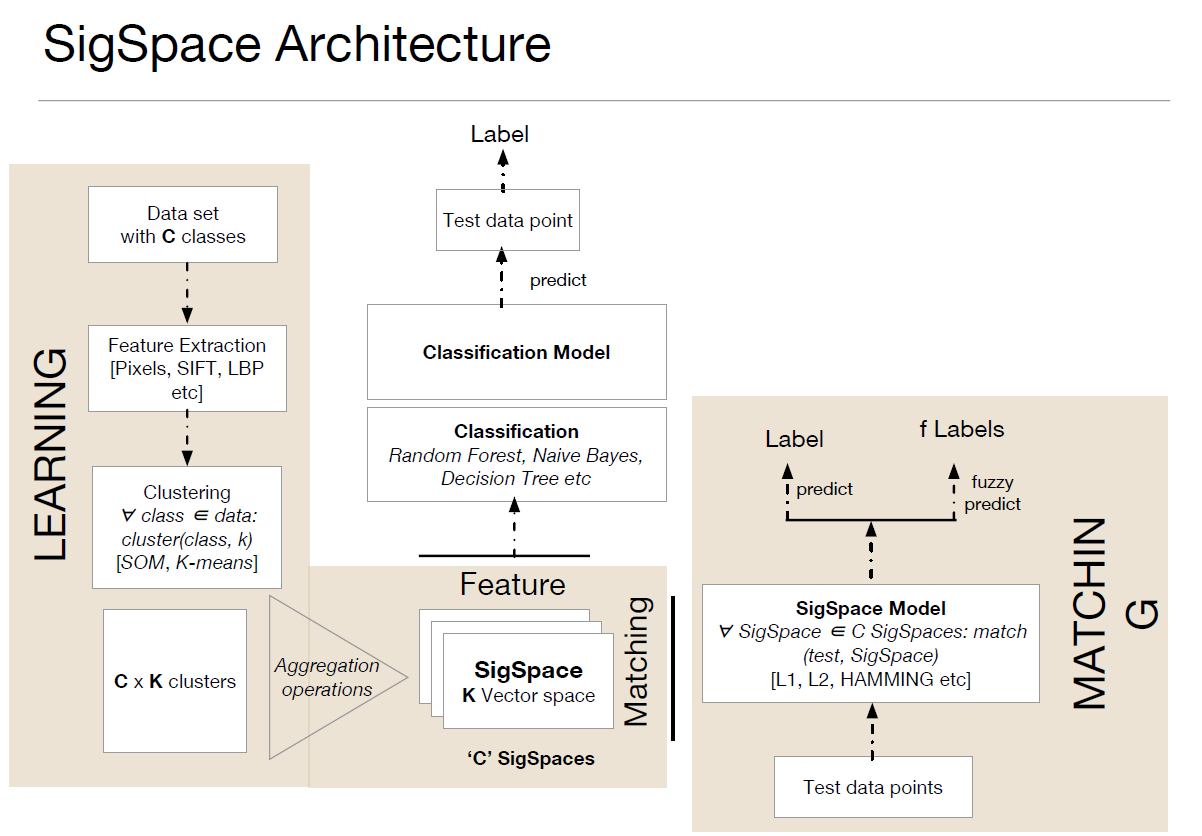 SigSpace Architecture
LEARNING
Data set
with C classes
Feature Extraction
[Pixels, SIFT, LBP
etc]
Clustering
∀ class ∈ data:
cluster(class, k)
[SOM, K-means]
C x K clusters
Aggregation
operations
Label
Test data point
predict
Classification Model
Classification
Random Forest, Naive Bayes,
Decision Tree etc
Feature
SigSpace
K Vector space
‘C’ SigSpaces
Matching
Label
f Labels
predict
fuzzy
predict
SigSpace Model
∀ SigSpace ∈ C SigSpaces: match
(test, SigSpace)
[L1, L2, HAMMING etc]
Test data points
MATCHIN
G